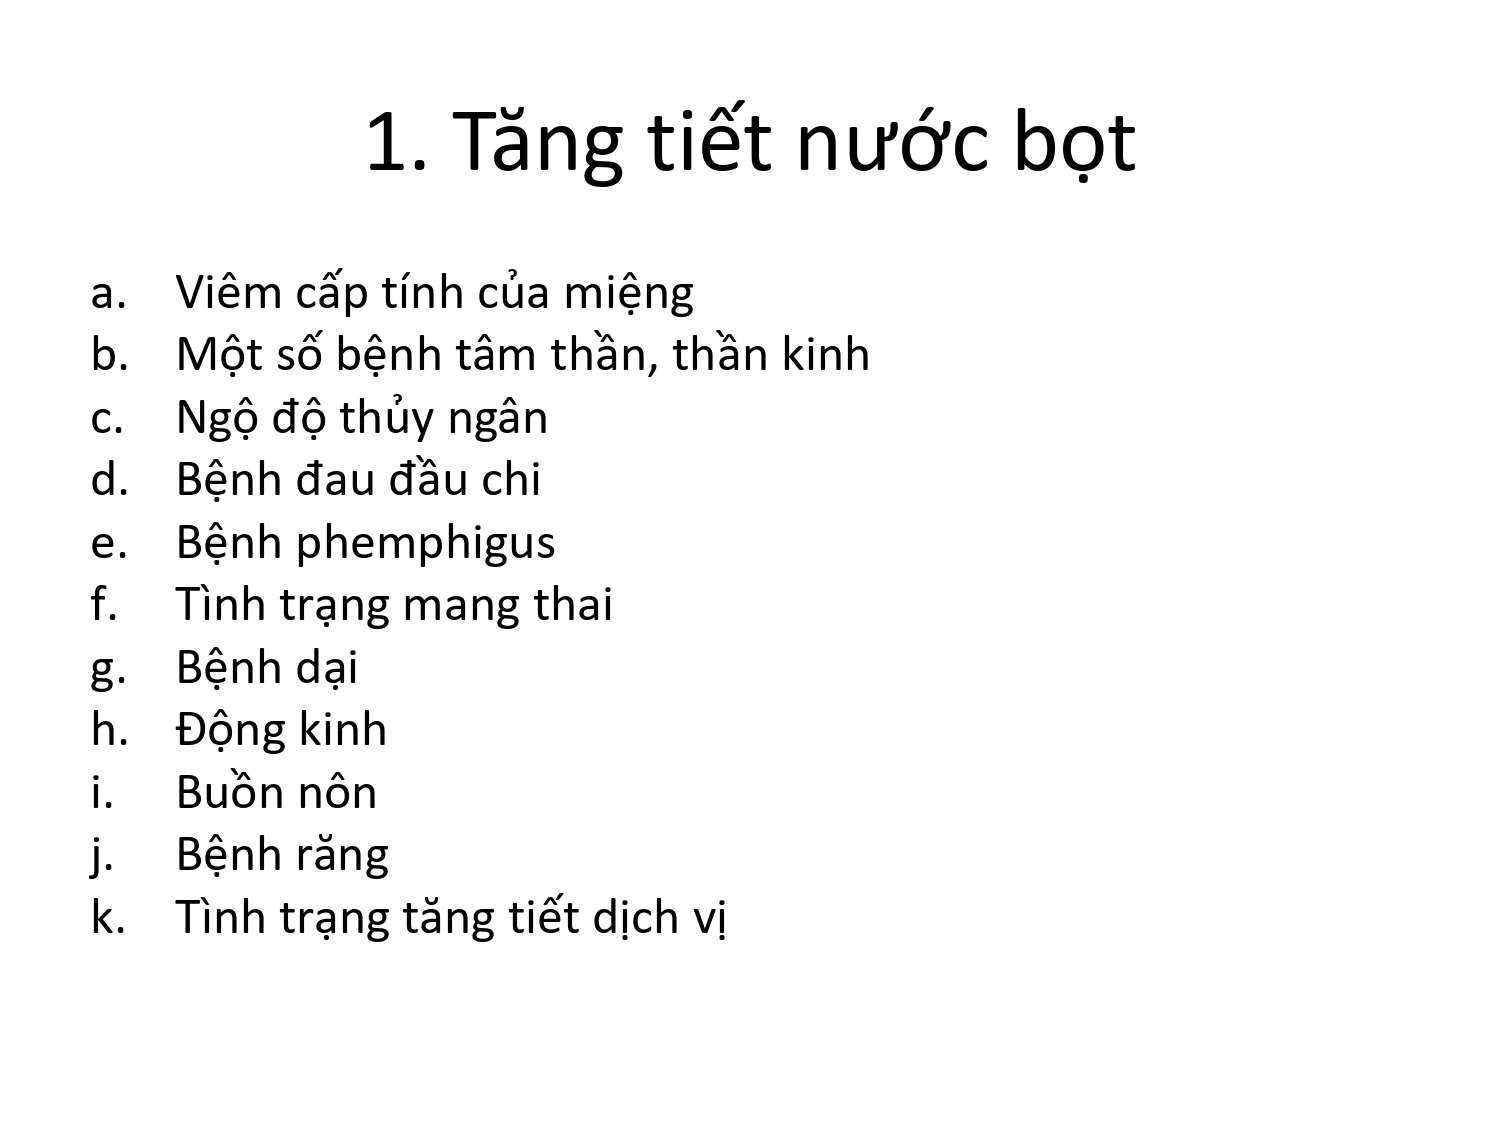 1. Tăng tiết nước bọt
a. Viêm cấp tính của miệng
b. Một số bệnh tâm thần, thần kinh
c. Ngộ độ thủy ngân
d. Bệnh đau đầu chi
e. Bệnh phemphigus
f. Tình trạng mang thai
g. Bệnh dại
h. Động kinh
i. Buồn nôn
j. Bệnh răng
k. Tình trạng tăng tiết dịch vị